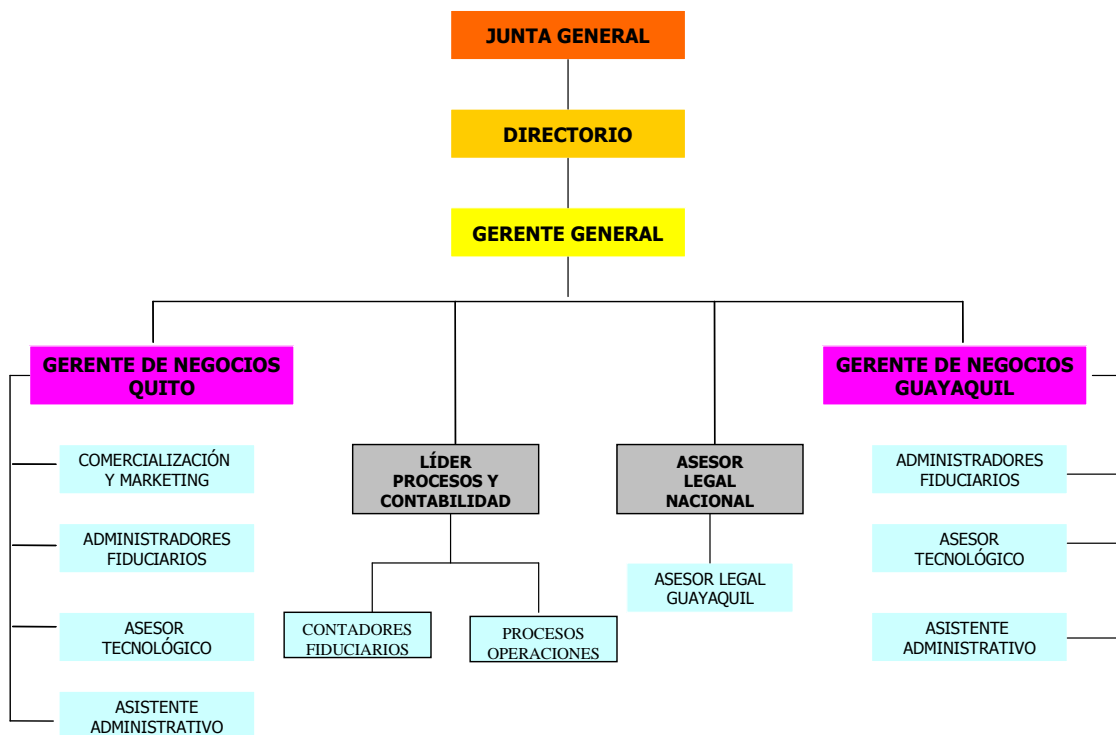 JUNTA GENERAL
DIRECTORIO
GERENTE GENERAL
GERENTE DE NEGOCIOS
QUITO
GERENTE DE NEGOCIOS
GUAYAQUIL
COMERCIALIZACIÓN
Y MARKETING
ADMINISTRADORES
FIDUCIARIOS
ASESOR
TECNOLÓGICO
ASISTENTE
ADMINISTRATIVO
LÍDER
PROCESOS Y
CONTABILIDAD
CONTADORES
FIDUCIARIOS
PROCESOS
OPERACIONES
ASESOR
LEGAL
NACIONAL
ASESOR LEGAL
GUAYAQUIL
ADMINISTRADORES
FIDUCIARIOS
ASESOR
TECNOLÓGICO
ASISTENTE
ADMINISTRATIVO